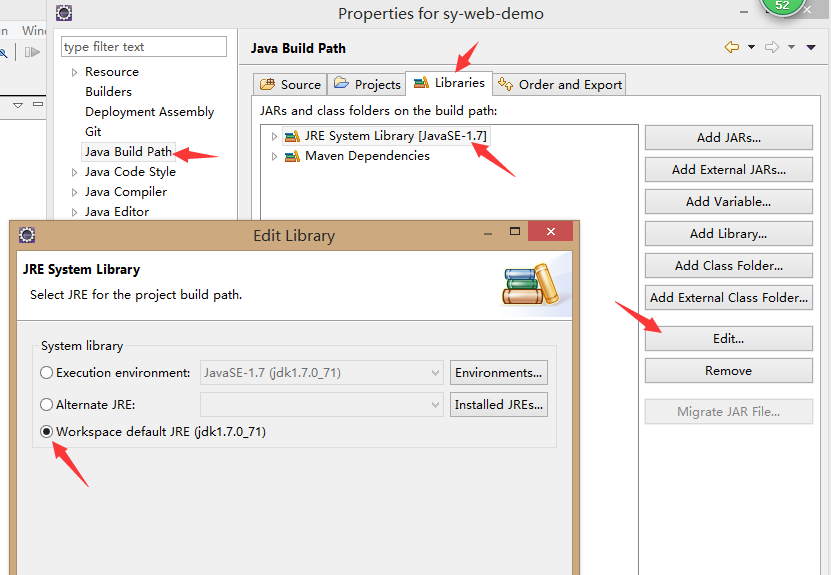 Properties for sy-web-demo
52
n Wind
type filter text
Resource
Builders
Deployment Assembly
Git
Java Build Path
Java Code Style
Java Compiler
Java Editor
Java Build Path
Source
Projects
Libraries
Order and Export
JARs and class folders on the build path:
JRE System Library [JavaSE-1.7]
Maven Dependencies
Add JARs...
Add External JARs...
Add Variable...
Add Library...
Add Class Folder...
Add External Class Folder...
Edit...
Remove
Migrate JAR File...
Edit Library
JRE System Library
Select JRE for the project build path.
System library
Execution environment:
JavaSE-1.7 (jdk1.7.0_71)
Environments...
Alternate JRE:
Installed JREs...
Workspace default JRE (jdk1.7.0_71)